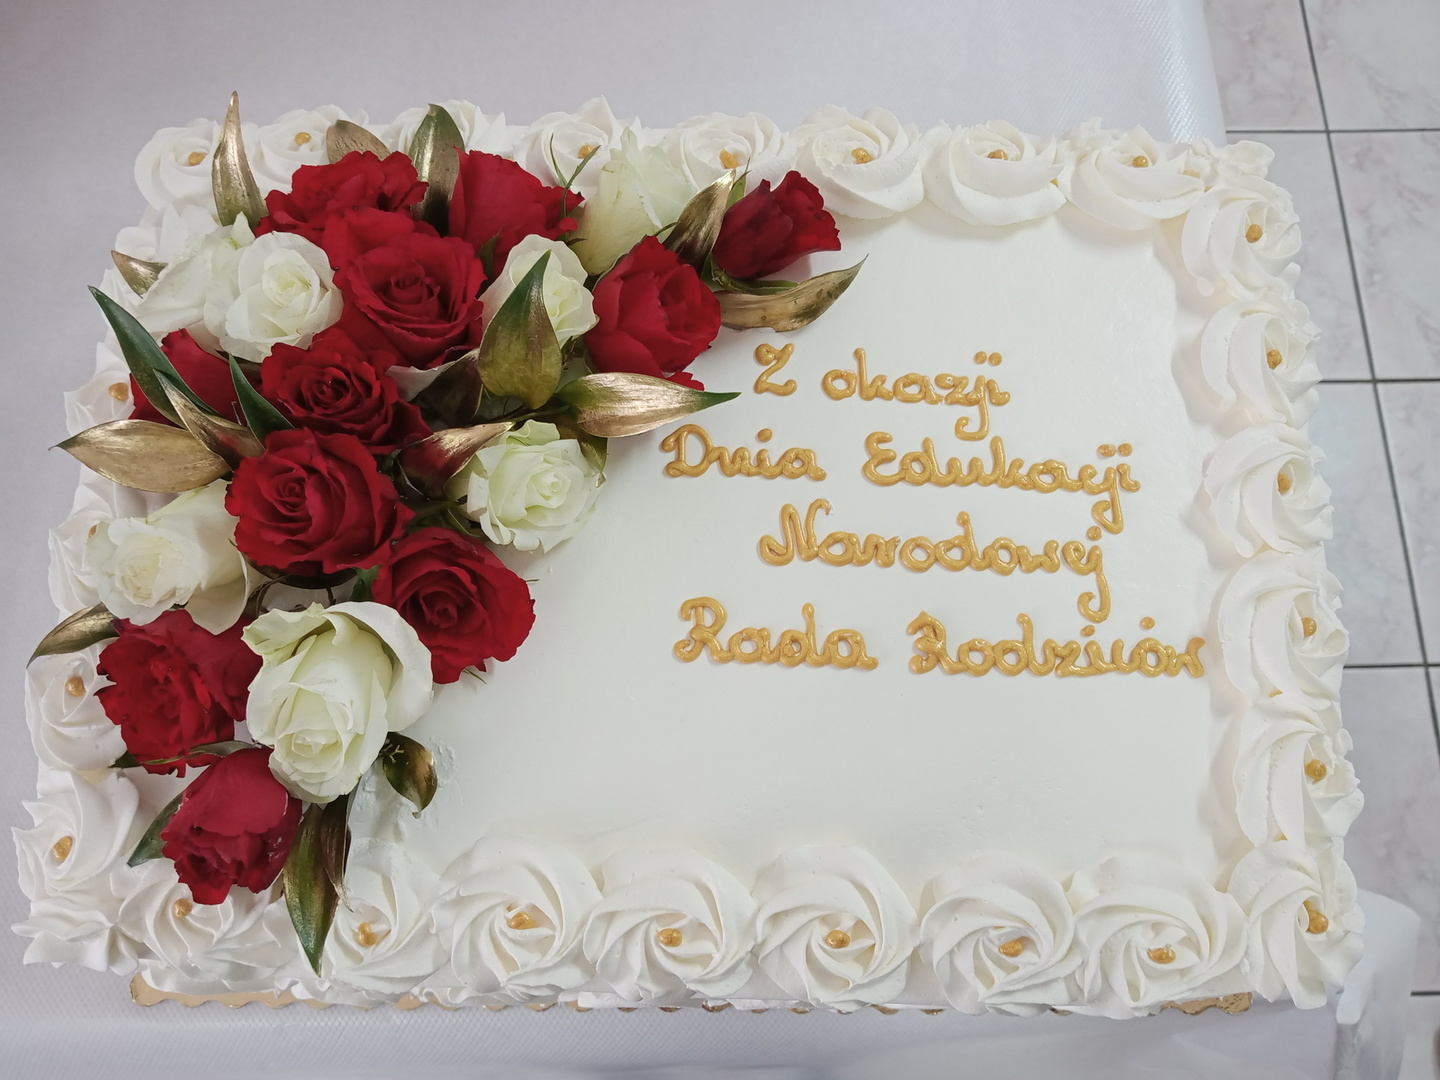 Z okazji
Dnia Edukacji
Narodowej
Rada Rodziców